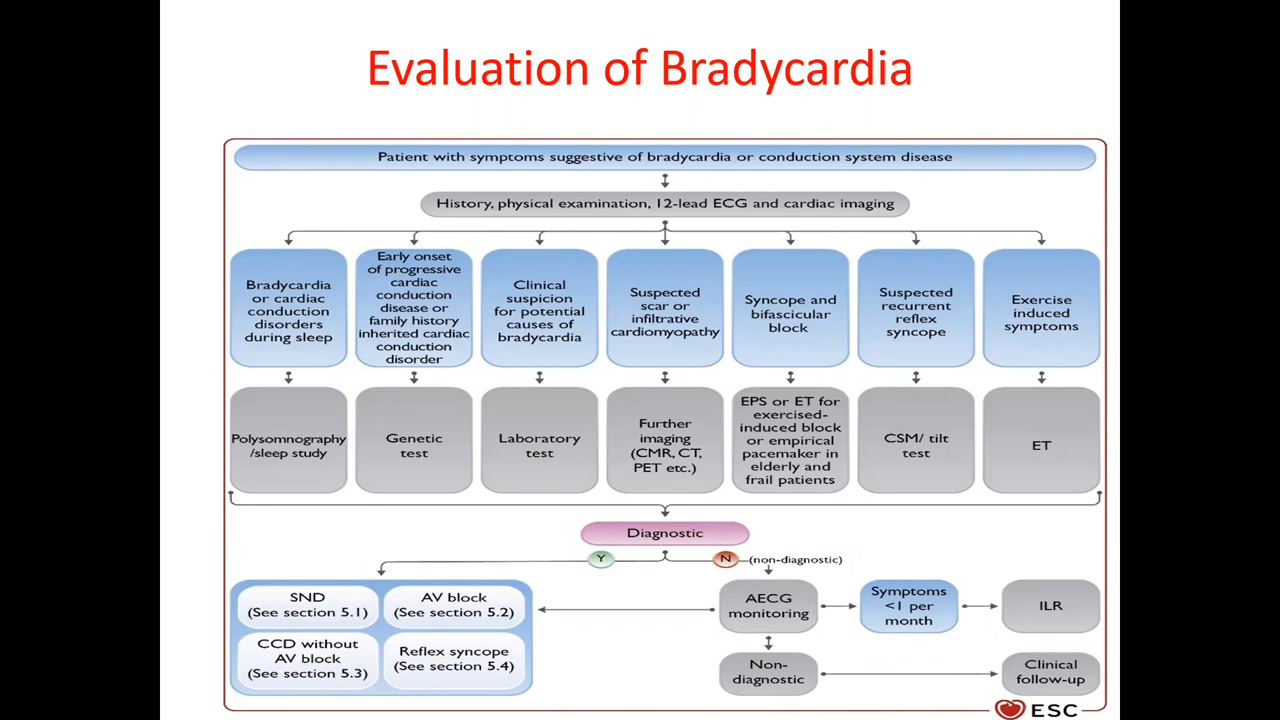 Evaluation of Bradycardia
Patient with symptoms suggestive of bradycardia or conduction system disease
History, physical examination, 12-lead ECG and cardiac imaging
Bradycardia
or cardiac
conduction
disorders
during sleep
Early onset
of progressive
cardiac
conduction
disease or
family history
inherited cardiac
conduction
disorder
Clinical
suspicion
for potential
causes of
bradycardia
Suspected
scar or
infiltrative
cardiomyopathy
Syncope and
bifascicular
block
Suspected
recurrent
reflex
syncope
Exercise
induced
symptoms
Polysomnography
/sleep study
Genetic
test
Laboratory
test
Further
imaging
(CMR, CT,
PET etc.)
EPS or ET for
exercised-
induced block
or empirical
pacemaker in
elderly and
frail patients
CSM/ tilt
test
ET
Diagnostic
Y
N
(non-diagnostic)
SND
(See section 5.1)
AV block
(See section 5.2)
CCD without
AV block
(See section 5.3)
Reflex syncope
(See section 5.4)
AECG
monitoring
Symptoms
<1 per
month
ILR
Non-
diagnostic
Clinical
follow-up
ESC